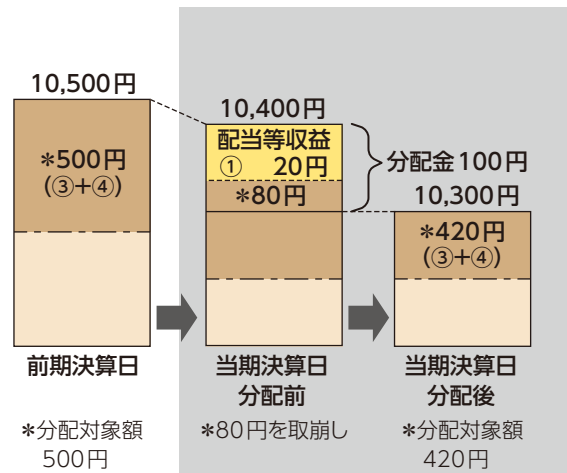 10,500円
＊500円
(③+④)
前期決算日
＊分配対象額
500円
10,400円
配当等収益
① 20円
＊80円
分配金100円
当期決算日
分配前
＊80円を取崩し
10,300円
＊420円
(③+④)
当期決算日
分配後
＊分配対象額
420円